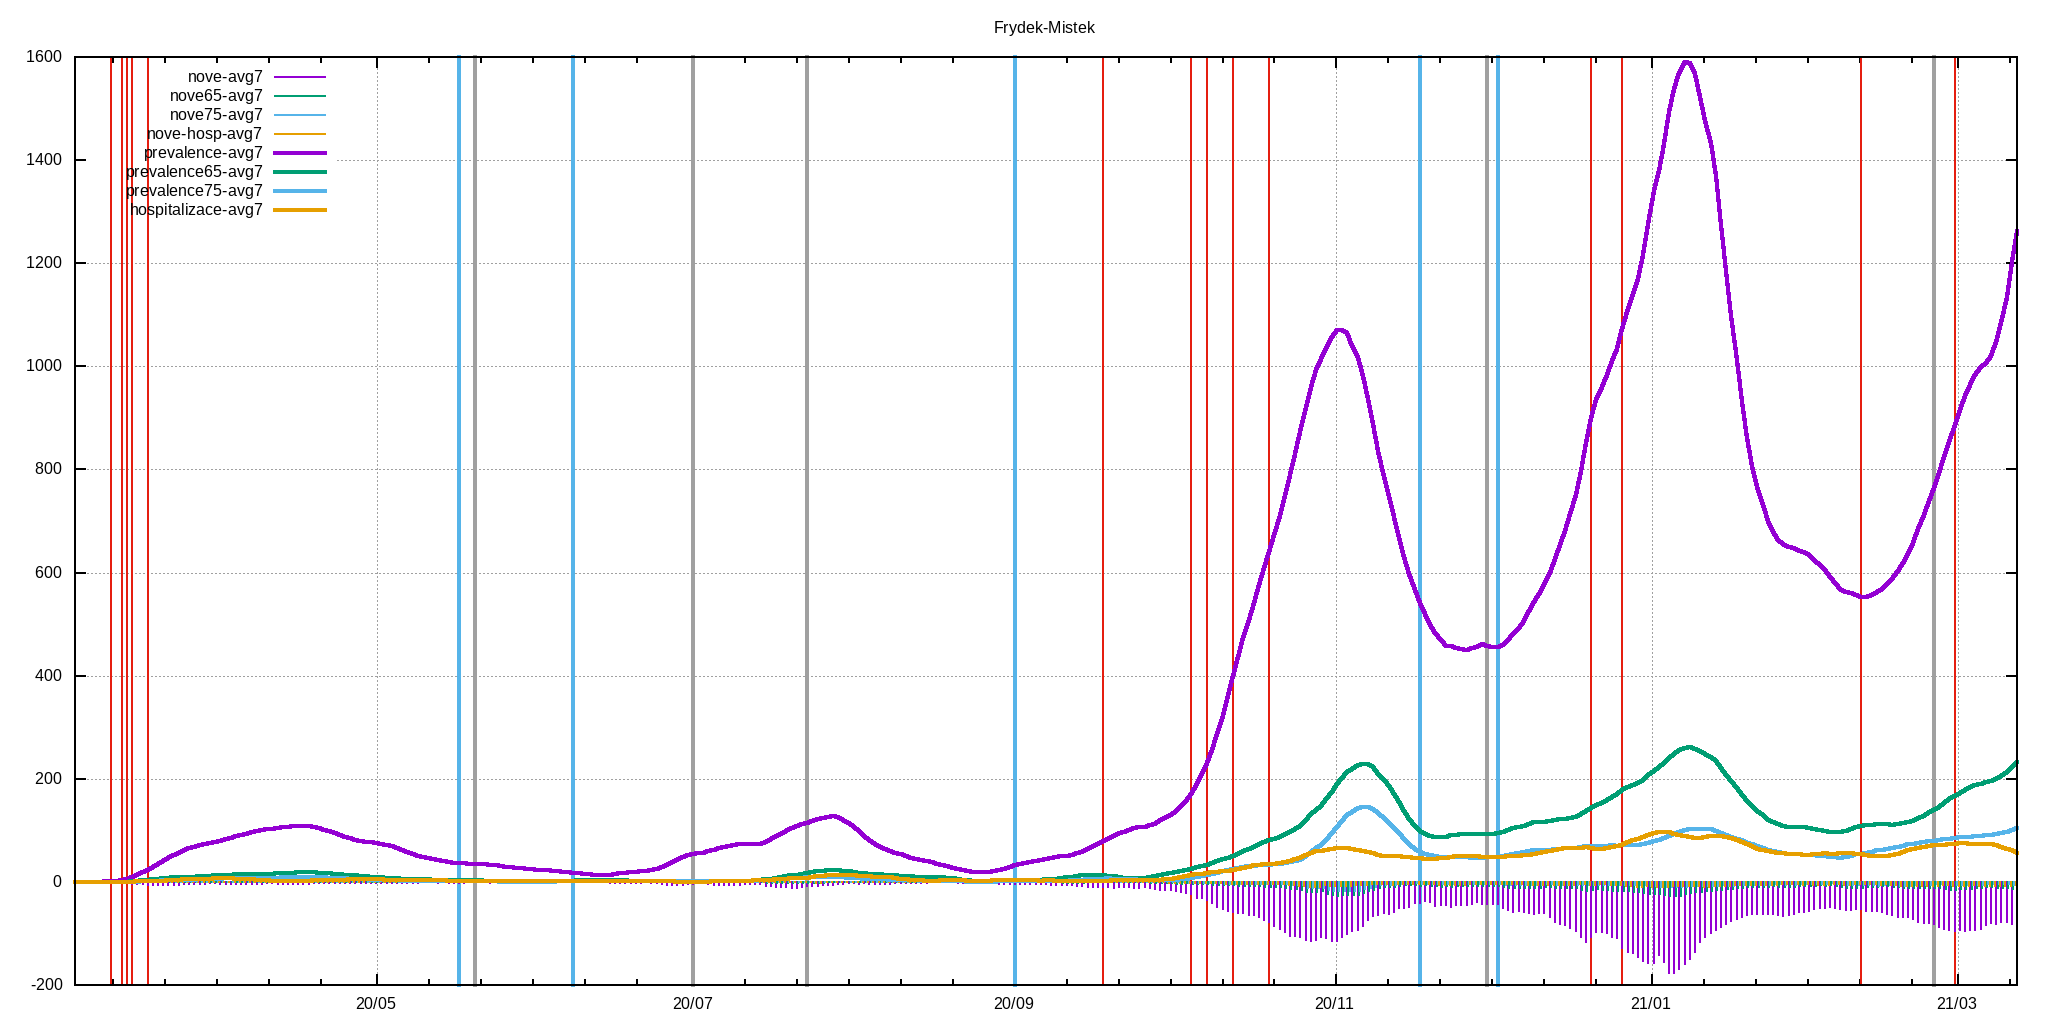 Frydek-Mistek
1600
1400
1200
1000
800
600
400
200
0
-200
nove-avg7
nove65-avg7
nove75-avg7
nove-hosp-avg7
prevalence-avg7
prevalence65-avg7
prevalence75-avg7
hospitalizace-avg7
20/05
20/07
20/09
20/11
21/01
21/03